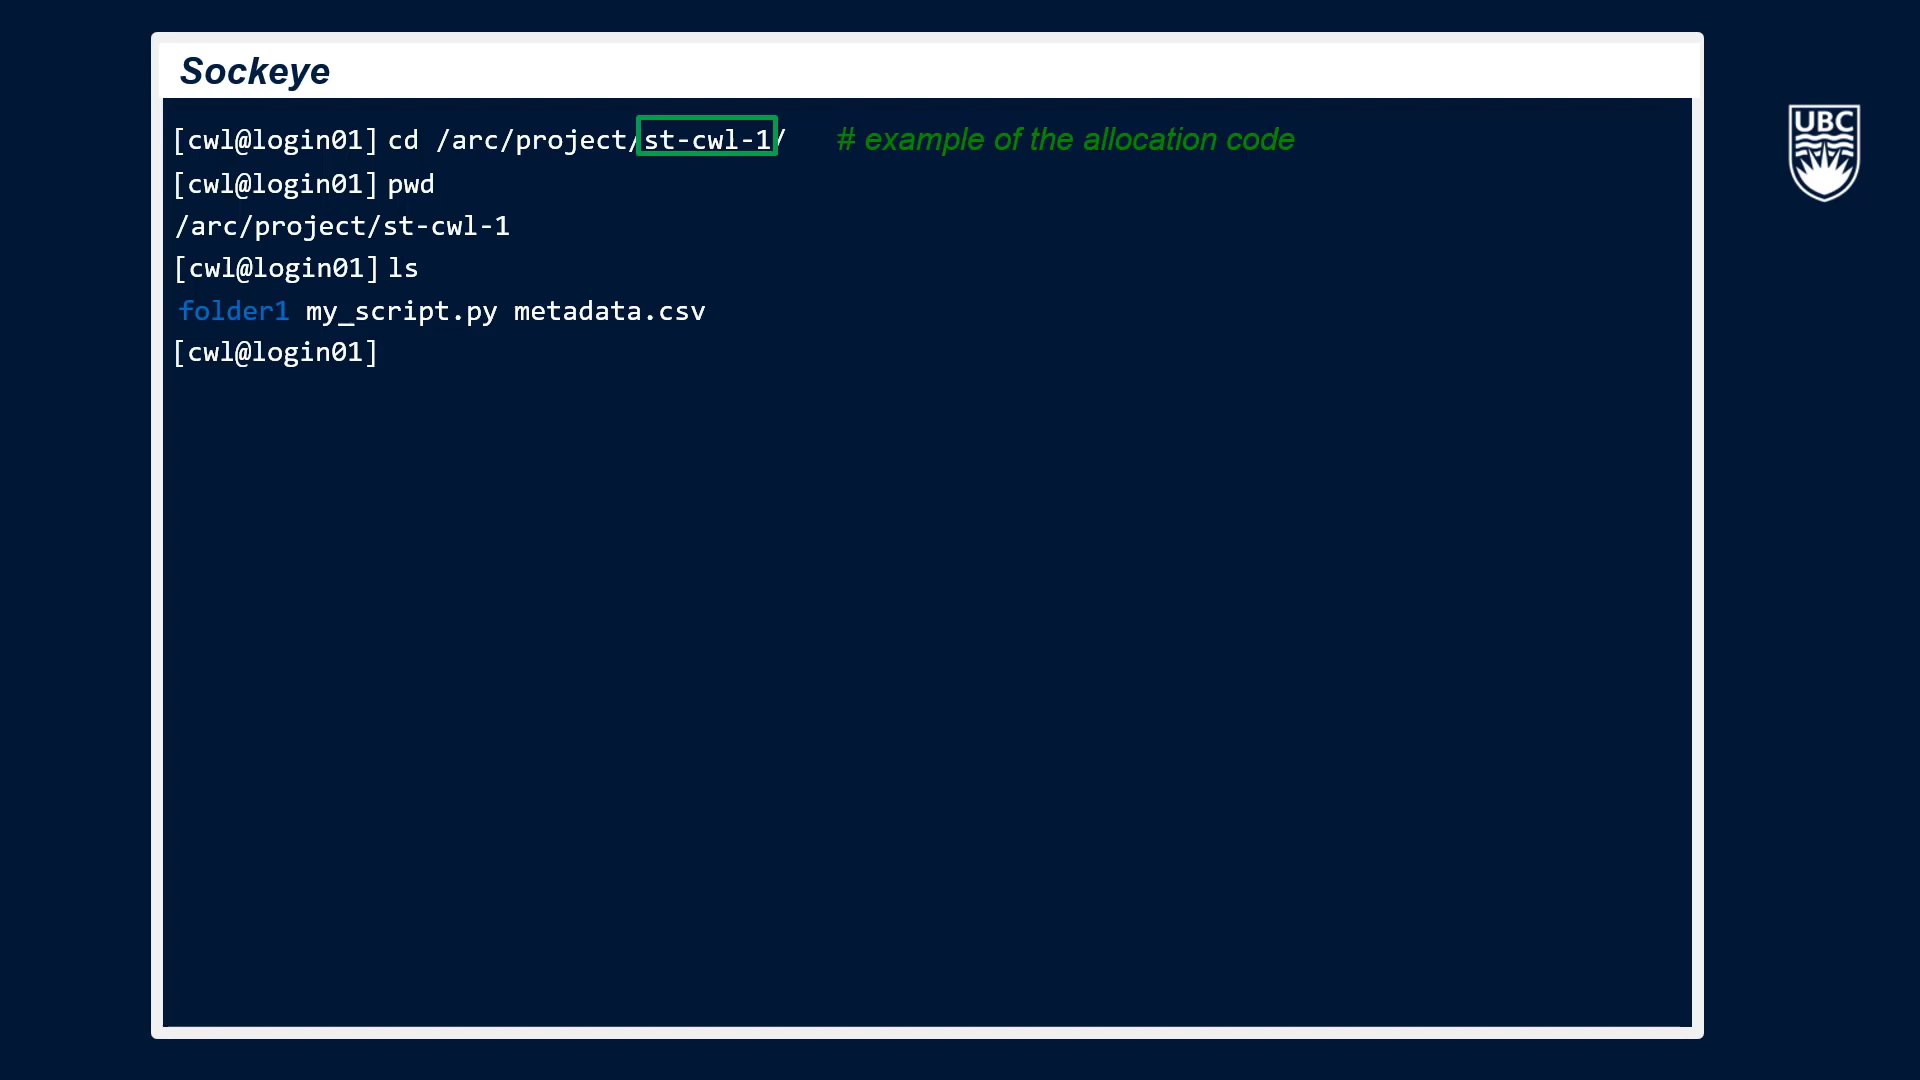 Sockeye
[cwl@login01] cd /arc/project/st-cwl-1/ # example of the allocation code
[cwl@login01] pwd
/arc/project/st-cwl-1
[cwl@login01] ls
folder1 my_script.py metadata.csv
[cwl@login01]
UBC